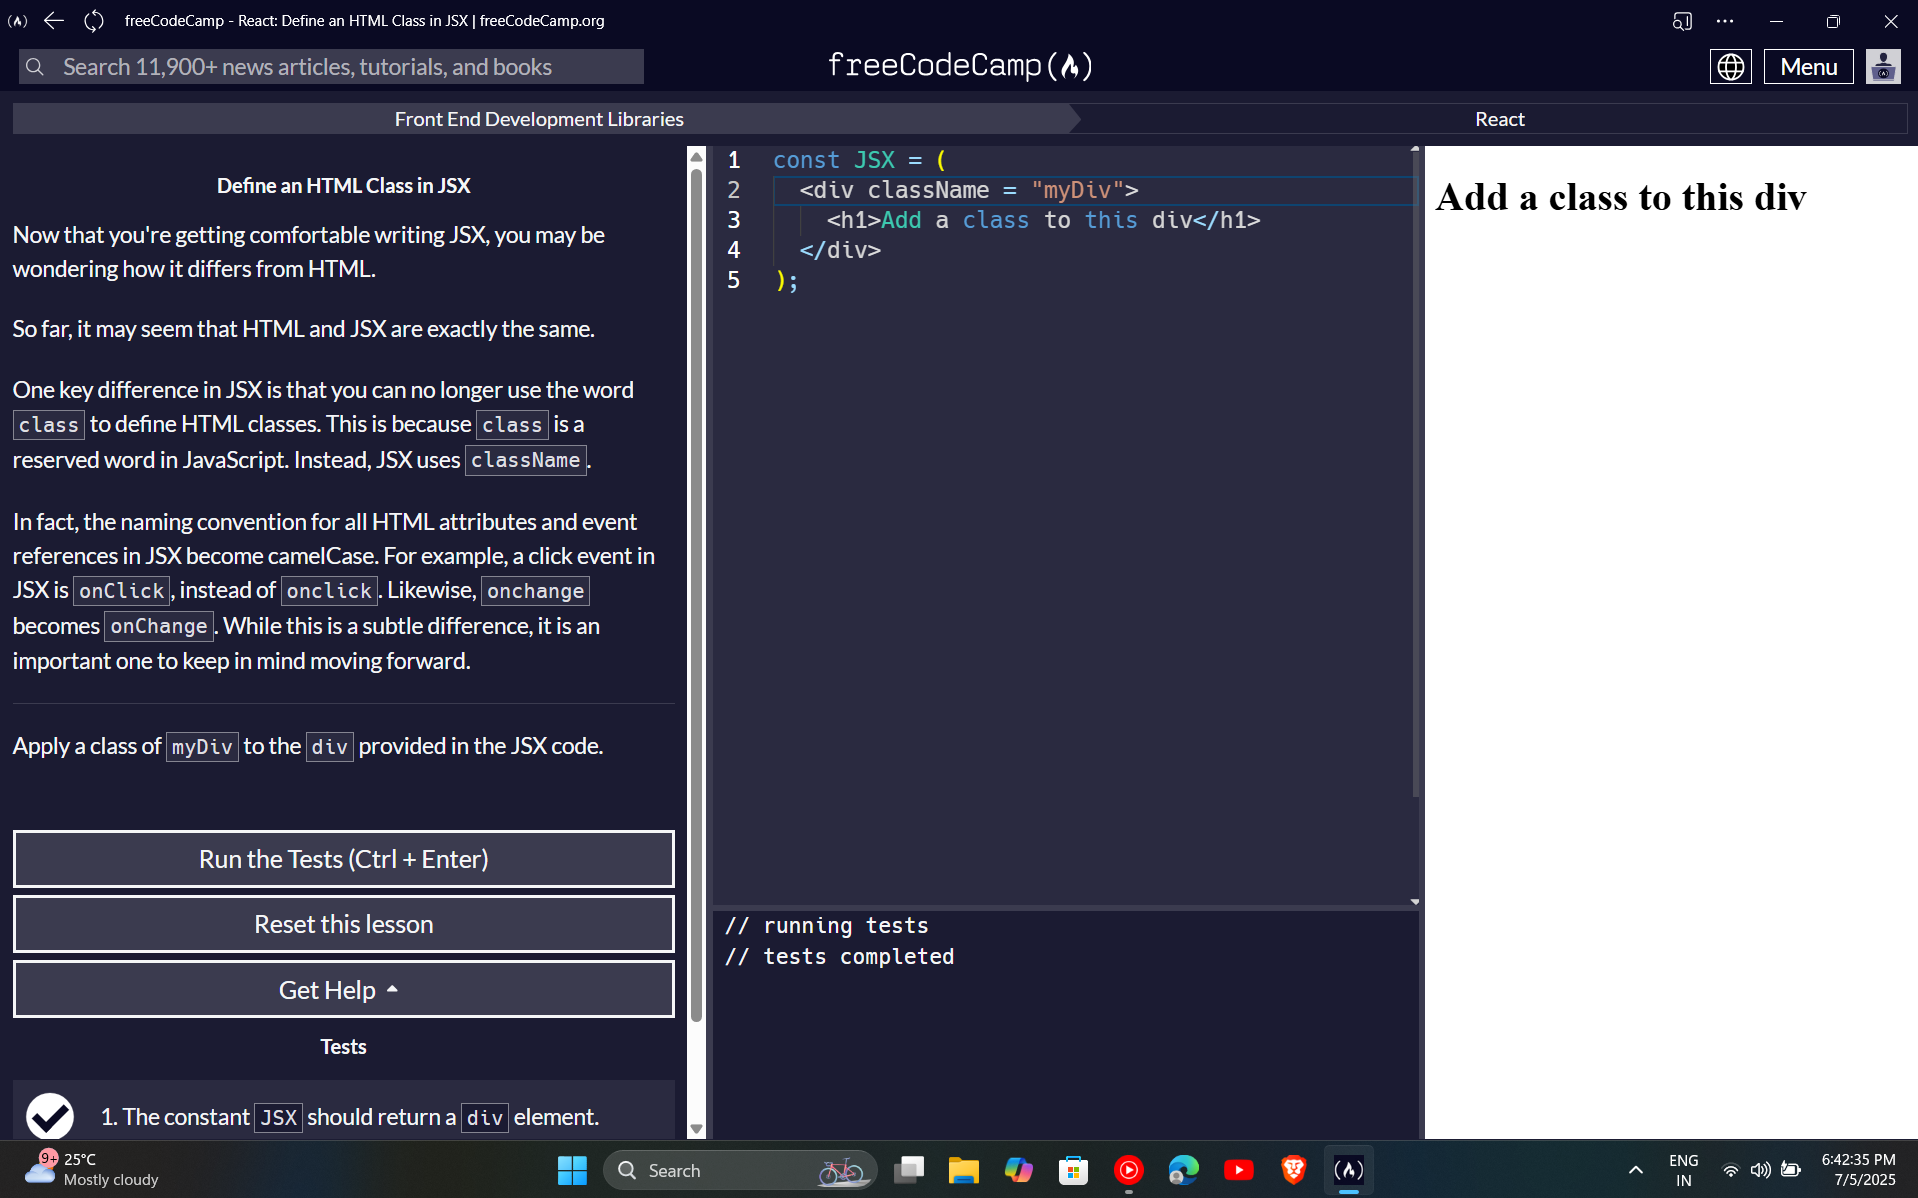 freeCodeCamp - React: Define an HTML Class in JSX | freeCodeCamp.org
Search 11,900+ news articles, tutorials, and books
freeCodeCamp
Menu
Front End Development Libraries
React
Define an HTML Class in JSX
Now that you're getting comfortable writing JSX, you may be
wondering how it differs from HTML.
So far, it may seem that HTML and JSX are exactly the same.
One key difference in JSX is that you can no longer use the word
class to define HTML classes. This is because class is a
reserved word in JavaScript. Instead, JSX uses className.
In fact, the naming convention for all HTML attributes and event
references in JSX become camelCase. For example, a click event in
JSX is onClick, instead of onclick. Likewise, onchange
becomes onChange. While this is a subtle difference, it is an
important one to keep in mind moving forward.
Apply a class of myDiv to the div provided in the JSX code.
Run the Tests (Ctrl + Enter)
Reset this lesson
Get Help
Tests
1. The constant JSX should return a div element.
1 const JSX = (
2 <div className = "myDiv">
3 <h1>Add a class to this div</h1>
4 </div>
5 );
// running tests
// tests completed
Add a class to this div
9+
25°C
Mostly cloudy
Search
ENG
IN
6:42:35 PM
7/5/2025